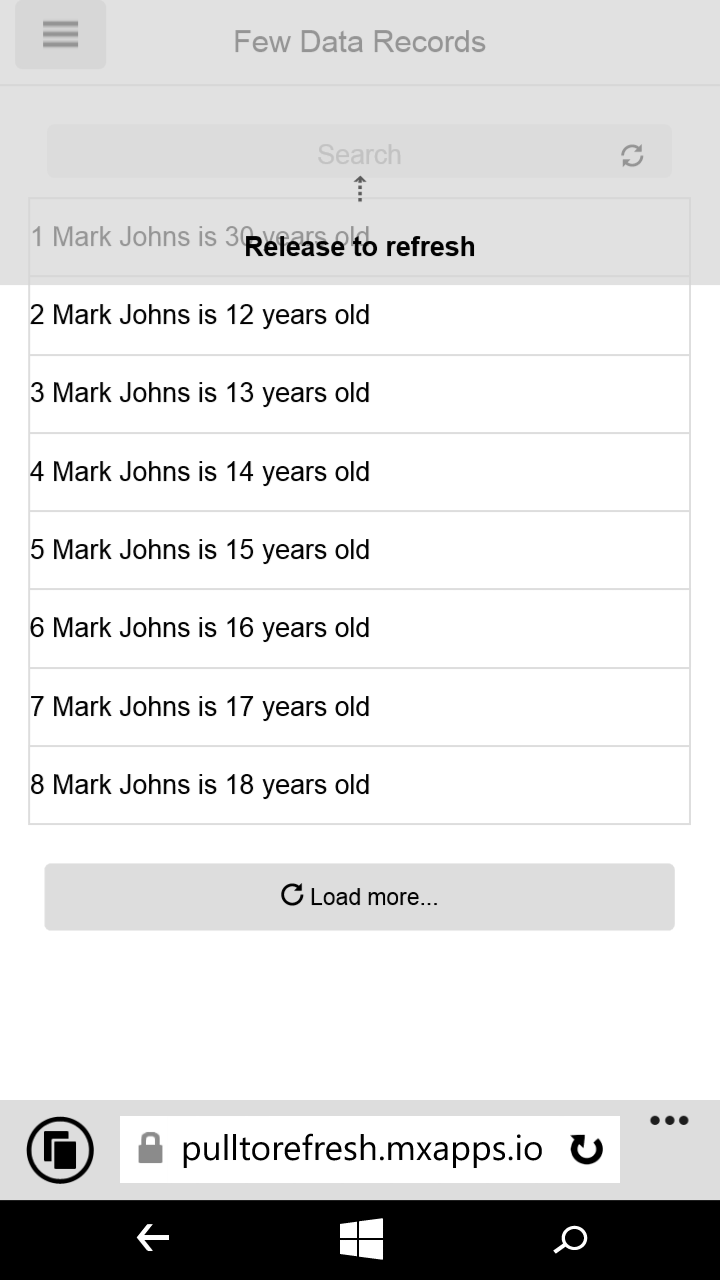 Few Data Records
Search
1 Mark Johns is 30 years old
Release to refresh
2 Mark Johns is 12 years old
3 Mark Johns is 13 years old
4 Mark Johns is 14 years old
5 Mark Johns is 15 years old
6 Mark Johns is 16 years old
7 Mark Johns is 17 years old
8 Mark Johns is 18 years old
Load more...
pulltorefresh.mxapps.io